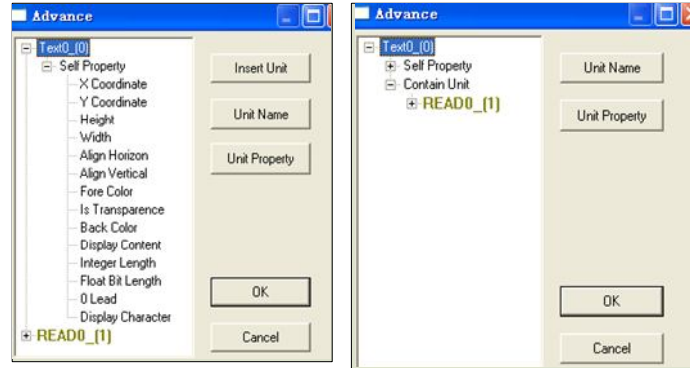 Advance
Text0_(0)
Self Property
X Coordinate
Y Coordinate
Height
Width
Align Horizon
Align Vertical
Fore Color
Is Transparence
Back Color
Display Content
Integer Length
Float Bit Length
0 Lead
Display Character
READ0_(1)
Insert Unit
Unit Name
Unit Property
OK
Cancel
Advance
Text0_(0)
Self Property
Contain Unit
READ0_(1)
Unit Name
Unit Property
OK
Cancel